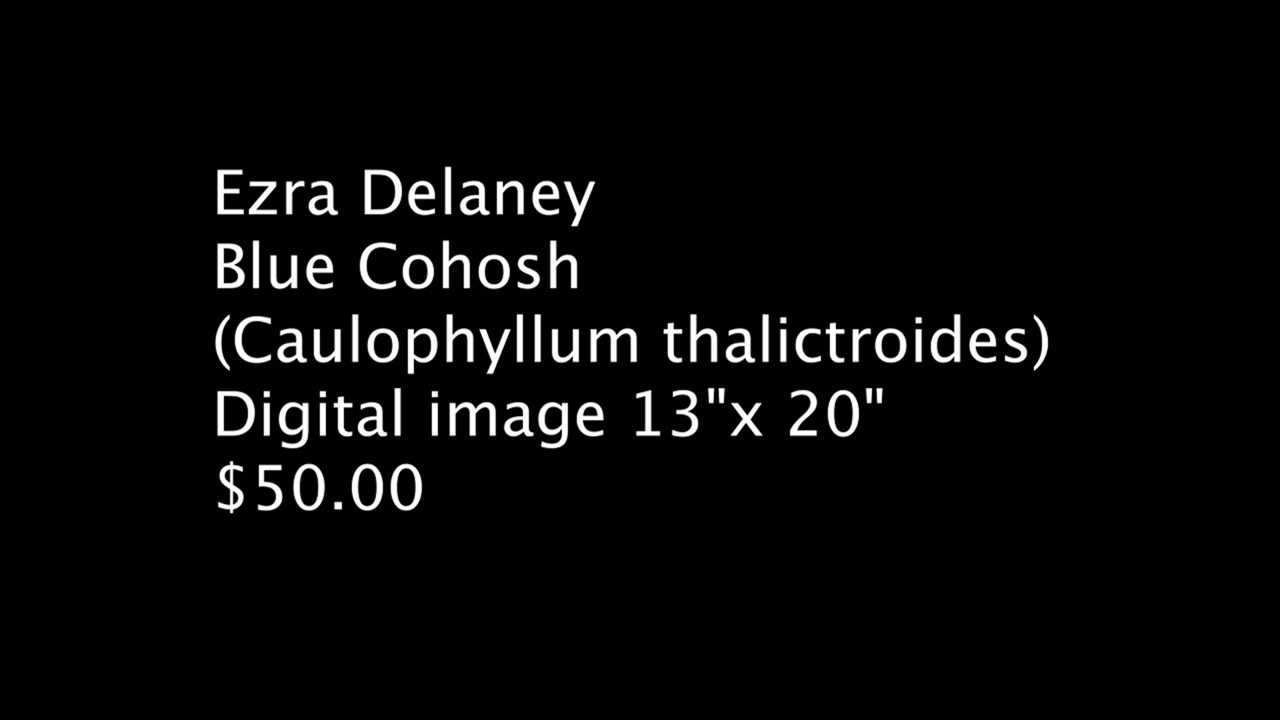 Ezra Delaney
Blue Cohosh
(Caulophyllum thalictroides)
Digital image 13"x 20"
$50.00